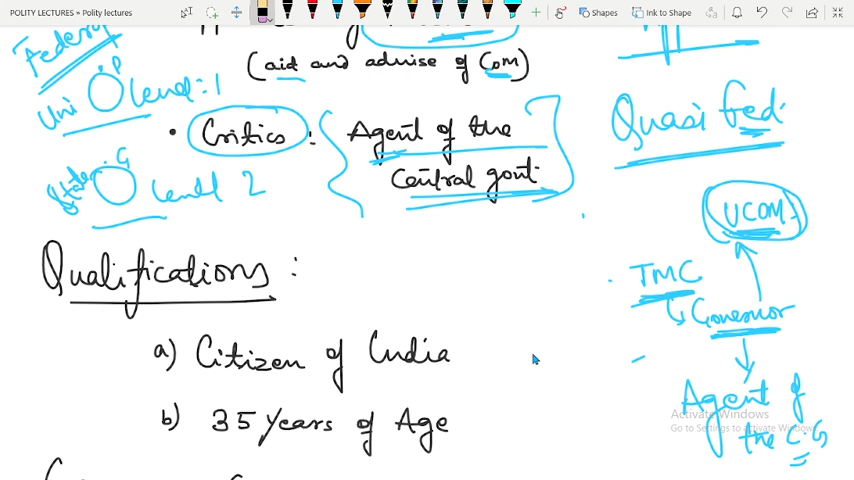 POLITY LECTURES » Polity lectures
Shapes
Ink to Share
Federal
(aid and advise of COM)
P
Uni level:1
• Critics : Agent of the
Central govt
State G level 2
Quasi Fed.
UCOM
Qualifications :
TMC
↳ Governor
a) Citizen of India
b) 35 years of Age
Agent of
the C.G
Activate Windows
Go to Settings to activate Windows.